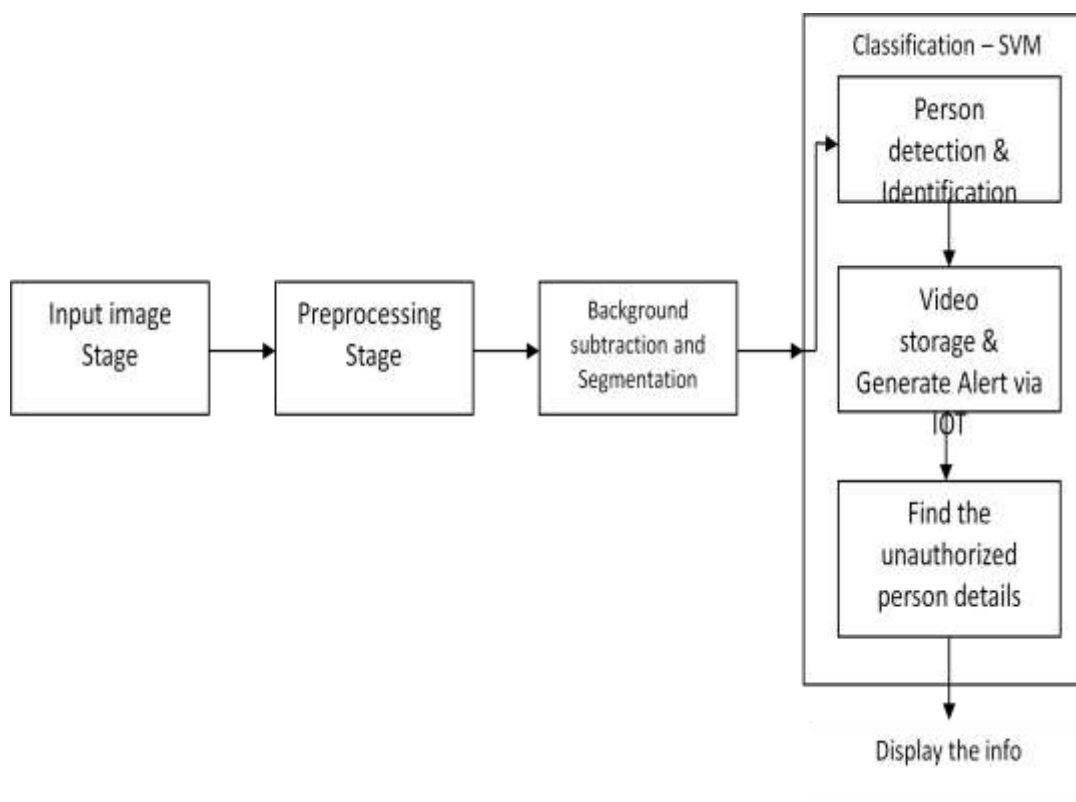 Input image
Stage
Preprocessing
Stage
Background
subtraction and
Segmentation
Classification – SVM
Person
detection &
Identification
Video
storage &
Generate Alert via
IOT
Find the
unauthorized
person details
Display the info